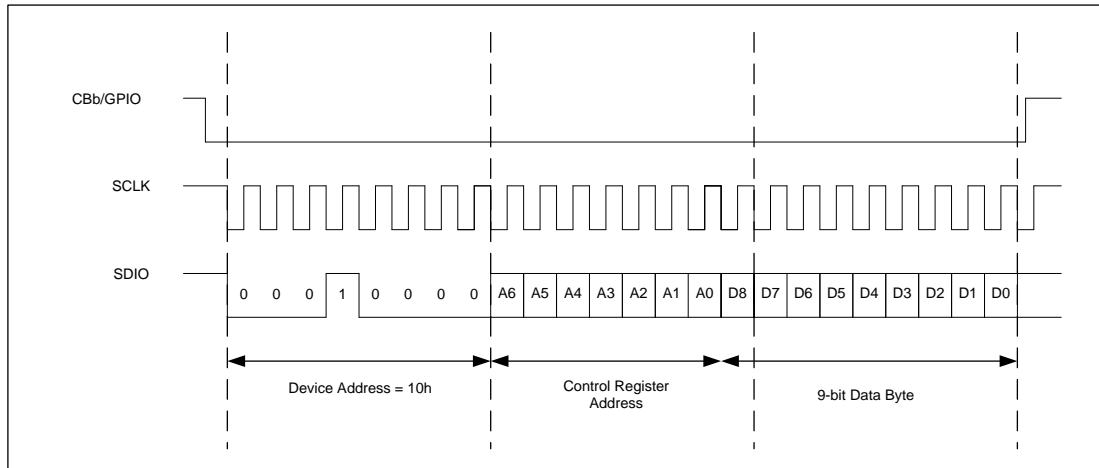 CBb/GPIO
SCLK
SDIO
0 0 0 1 0 0 0 0 A6 A5 A4 A3 A2 A1 A0 D8 D7 D6 D5 D4 D3 D2 D1 D0
Device Address = 10h
Control Register
Address
9-bit Data Byte